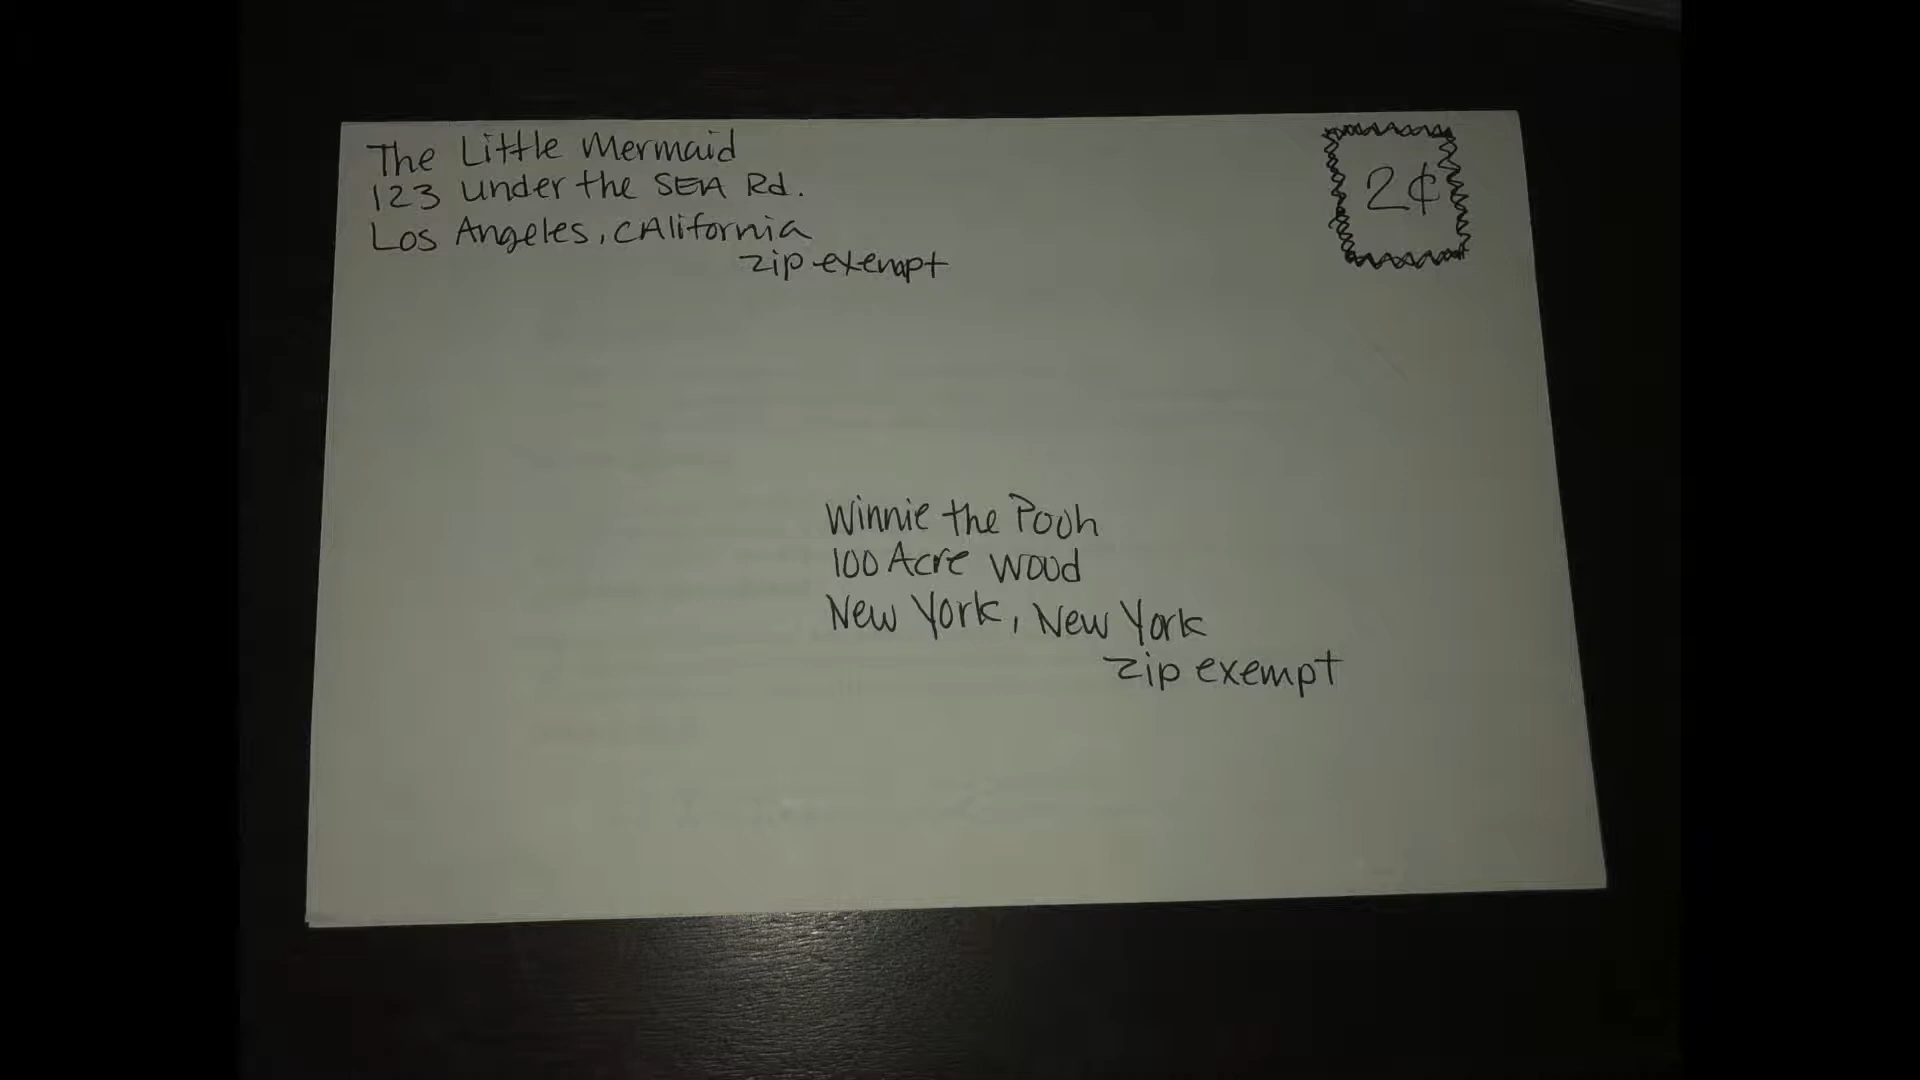 The Little Mermaid
123 Under the SEA Rd.
Los Angeles, CAlifornia
zip exempt
2¢
Winnie the Pooh
100 Acre Wood
New York, New York
zip exempt